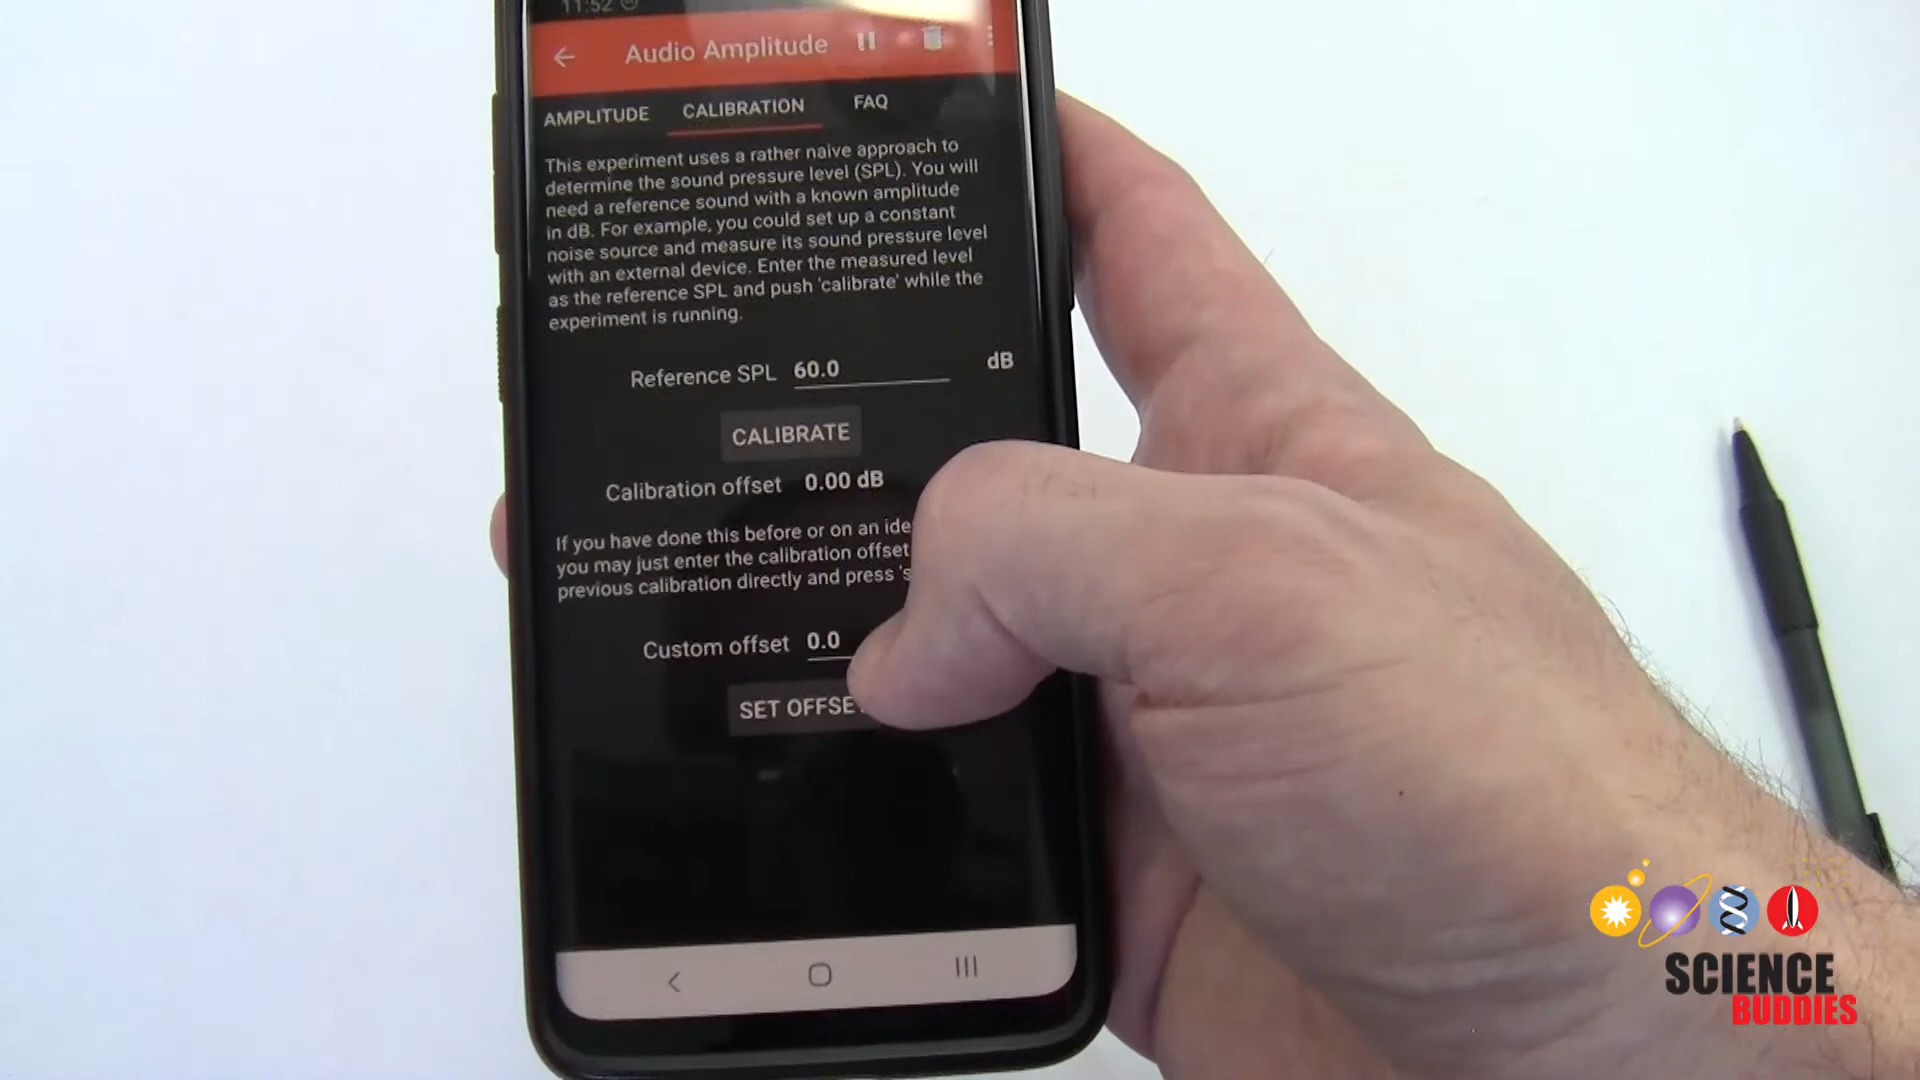 11:52
Audio Amplitude
AMPLITUDE CALIBRATION FAQ
This experiment uses a rather naive approach to
determine the sound pressure level (SPL). You will
need a reference sound with a known amplitude
in dB. For example, you could set up a constant
noise source and measure its sound pressure level
with an external device. Enter the measured level
as the reference SPL and push 'calibrate' while the
experiment is running.
Reference SPL 60.0 dB
CALIBRATE
Calibration offset 0.00 dB
If you have done this before or on an
you may just enter the calibration offset
previous calibration directly and press
Custom offset 0.0
SET
SCIENCE
BUDDIES